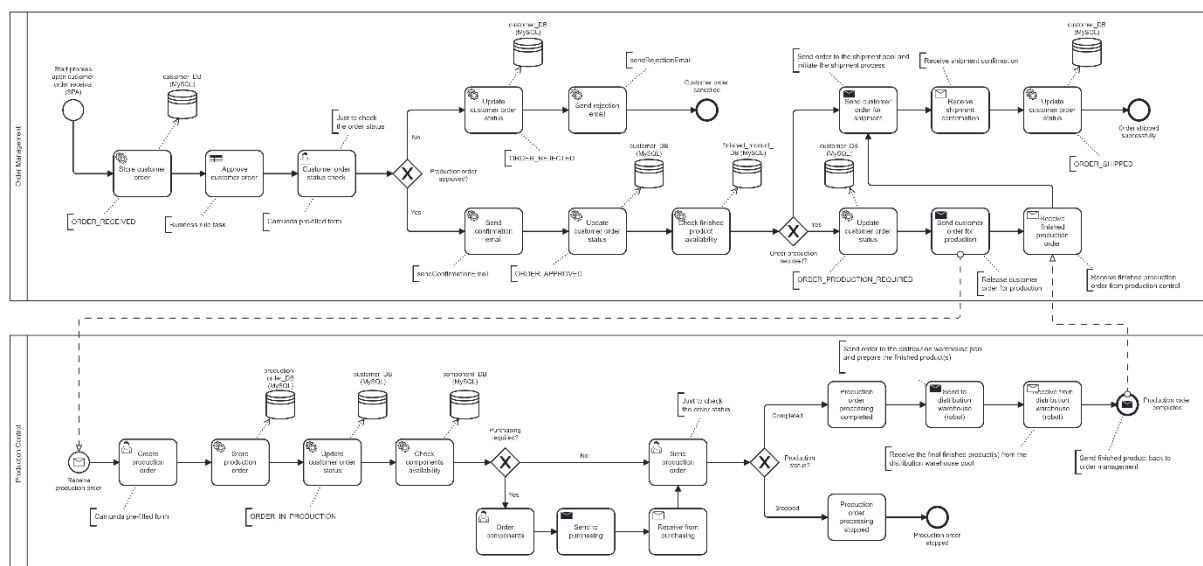 Order Management
Start process
upon customer
order receival
(SPA)
customer_DB
(MySQL)
Store customer
order
ORDER_RECEIVED
Approve
customer order
Business rule task
Just to check
the order status
Customer order
status check
Camunda pre-filled form
No
Yes
Production order
approved?
customer_DB
(MySQL)
Update
customer order
status
ORDER_REJECTED
sendRejectionEmail
Send rejection
email
Customer order
canceled
Send
confirmation
email
sendConfirmationEmail
customer_DB
(MySQL)
Update
customer order
status
ORDER_APPROVED
finished_product_
DB (MySQL)
Check finished
product
availability
Order production
required?
Yes
customer_DB
(MySQL)
Update
customer order
status
ORDER_PRODUCTION_REQUIRED
Send customer
order for
production
Release customer
order for production
Receive
finished
production
order
Receive finished production
order from production control
Send order to the shipment pool and
initiate the shipment process
Send customer
order for
shipment
Receive shipment confirmation
Receive
shipment
confirmation
customer_DB
(MySQL)
Update
customer order
status
ORDER_SHIPPED
Order shipped
successfully
Production Control
Receive
production order
Create
production
order
Camunda pre-filled form
production_
order_DB
(MySQL)
Store
production
order
customer_DB
(MySQL)
Update
customer order
status
ORDER_IN_PRODUCTION
component_DB
(MySQL)
Check
components
availability
Purchasing
required?
No
Yes
Order
components
Send to
purchasing
Receive from
purchasing
Just to check
the order status
Send
production
order
Production
status?
Completed
Stopped
Production
order
processing
completed
Send order to the distribution warehouse pool
and prepare the finished product(s)
Send to
distribution
warehouse
(robot)
Receive from
distribution
warehouse
(robot)
Receive the final finished product(s) from the
distribution warehouse pool
Production order
completed
Send finished product back to
order management
Production
order
processing
stopped
Production order
stopped